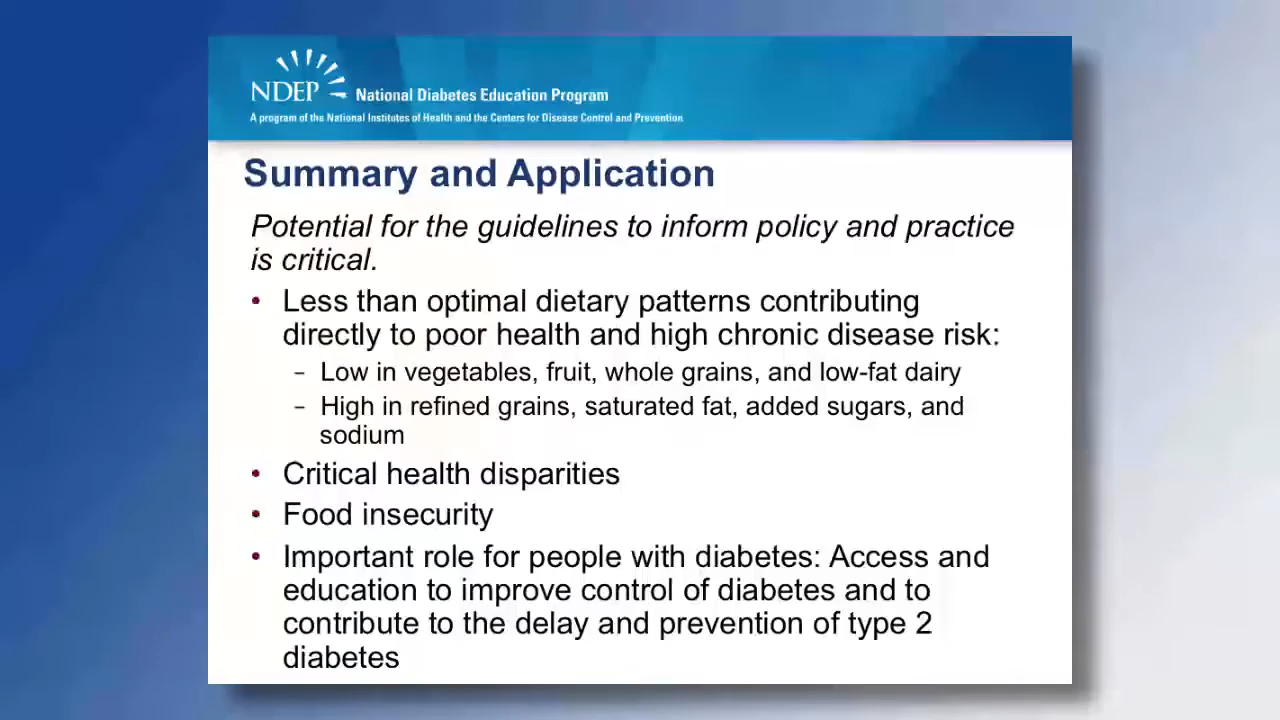 NDEP National Diabetes Education Program
A program of the National Institutes of Health and the Centers for Disease Control and Prevention
Summary and Application
Potential for the guidelines to inform policy and practice
is critical.
• Less than optimal dietary patterns contributing
directly to poor health and high chronic disease risk:
– Low in vegetables, fruit, whole grains, and low-fat dairy
– High in refined grains, saturated fat, added sugars, and
sodium
• Critical health disparities
• Food insecurity
• Important role for people with diabetes: Access and
education to improve control of diabetes and to
contribute to the delay and prevention of type 2
diabetes